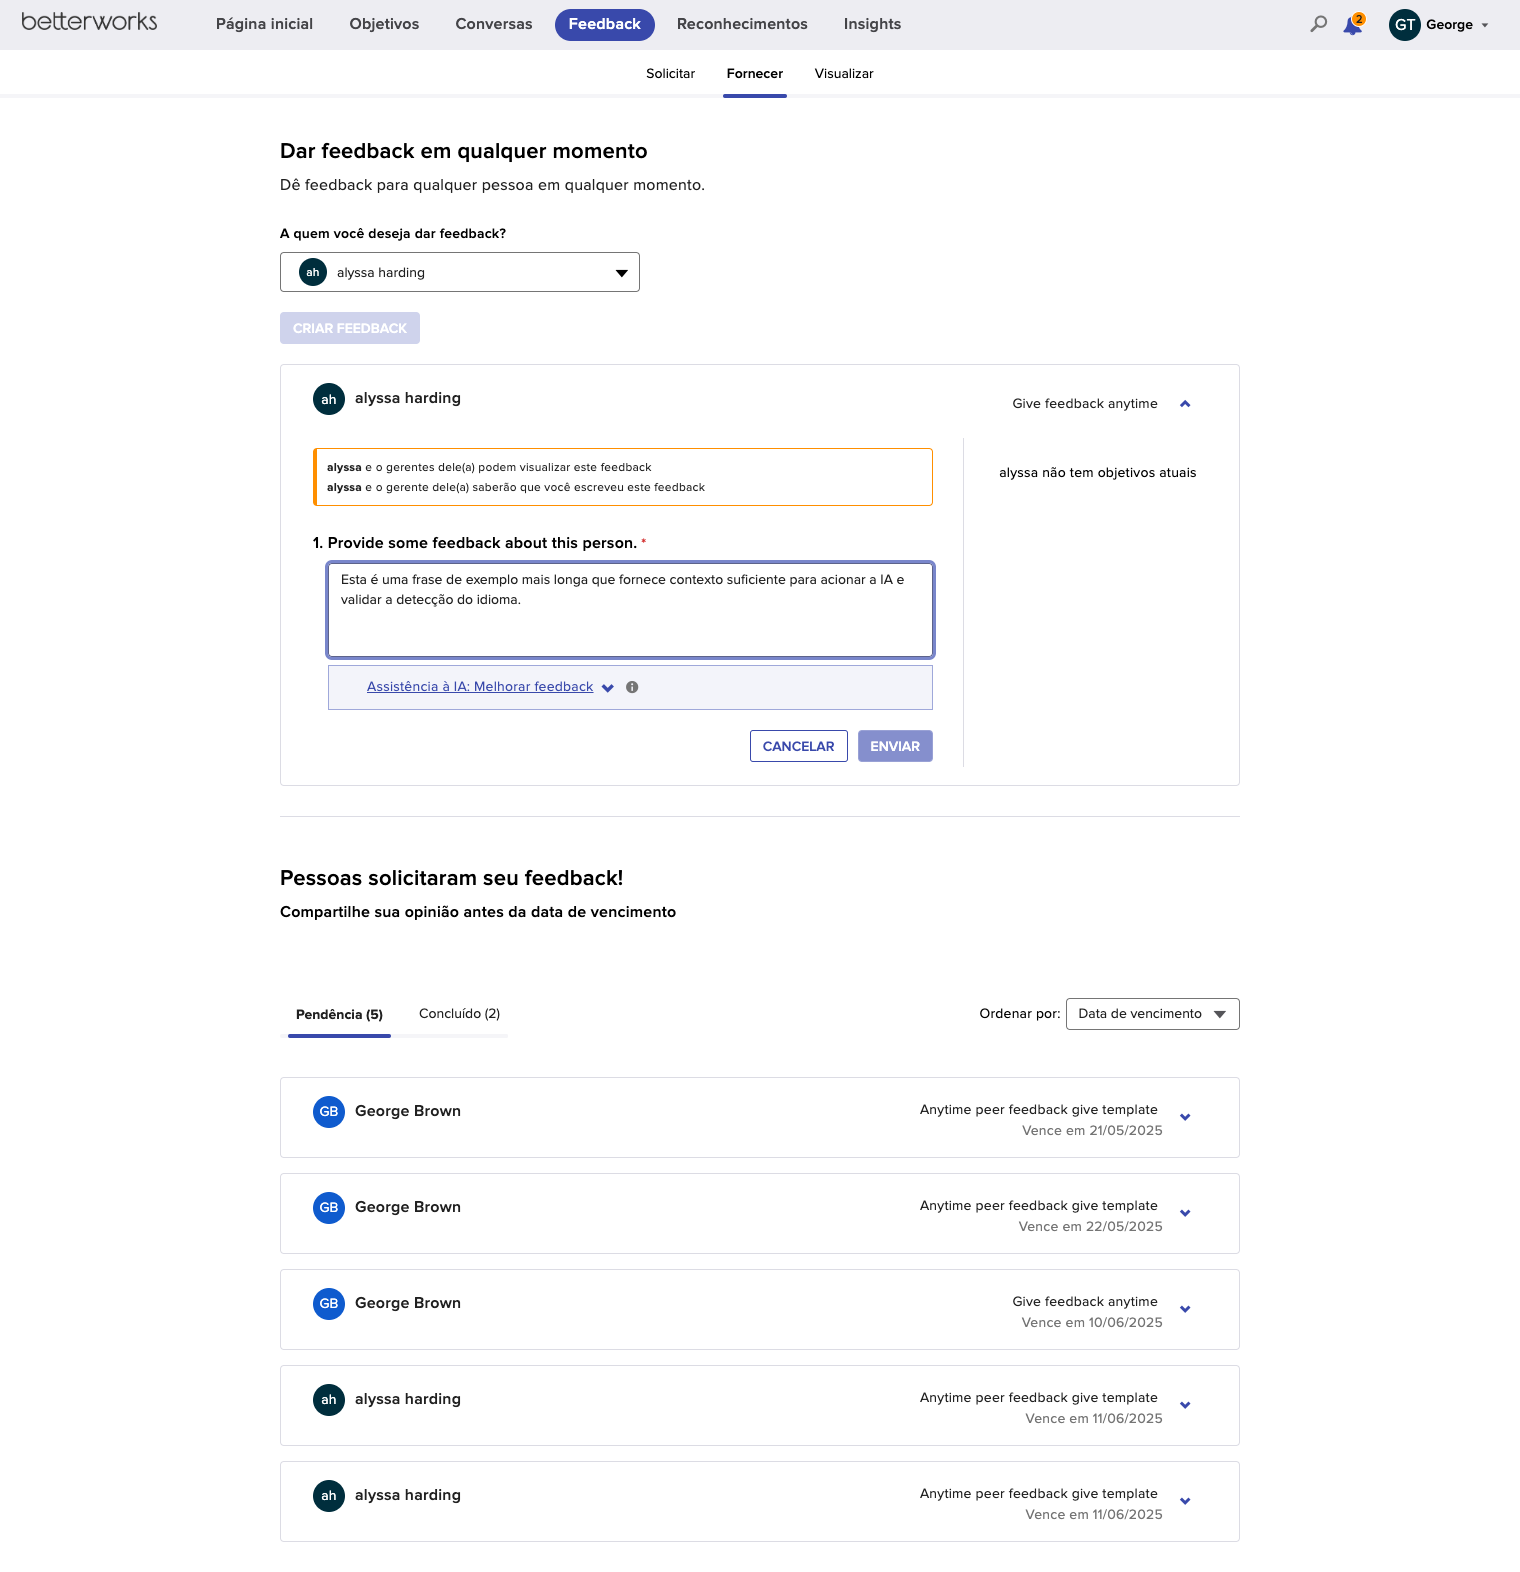 betterworks
Página inicial
Objetivos
Conversas
Feedback
Reconhecimentos
Insights
2
GT
George
Solicitar
Fornecer
Visualizar
Dar feedback em qualquer momento
Dê feedback para qualquer pessoa em qualquer momento.
A quem você deseja dar feedback?
ah
alyssa harding
CRIAR FEEDBACK
ah
alyssa harding
Give feedback anytime
alyssa e o gerentes dele(a) podem visualizar este feedback
alyssa e o gerente dele(a) saberão que você escreveu este feedback
alyssa não tem objetivos atuais
1. Provide some feedback about this person. *
Esta é uma frase de exemplo mais longa que fornece contexto suficiente para acionar a IA e
validar a detecção do idioma.
Assistência à IA: Melhorar feedback
CANCELAR
ENVIAR
Pessoas solicitaram seu feedback!
Compartilhe sua opinião antes da data de vencimento
Pendência (5)
Concluído (2)
Ordenar por:
Data de vencimento
GB
George Brown
Anytime peer feedback give template
Vence em 21/05/2025
GB
George Brown
Anytime peer feedback give template
Vence em 22/05/2025
GB
George Brown
Give feedback anytime
Vence em 10/06/2025
ah
alyssa harding
Anytime peer feedback give template
Vence em 11/06/2025
ah
alyssa harding
Anytime peer feedback give template
Vence em 11/06/2025